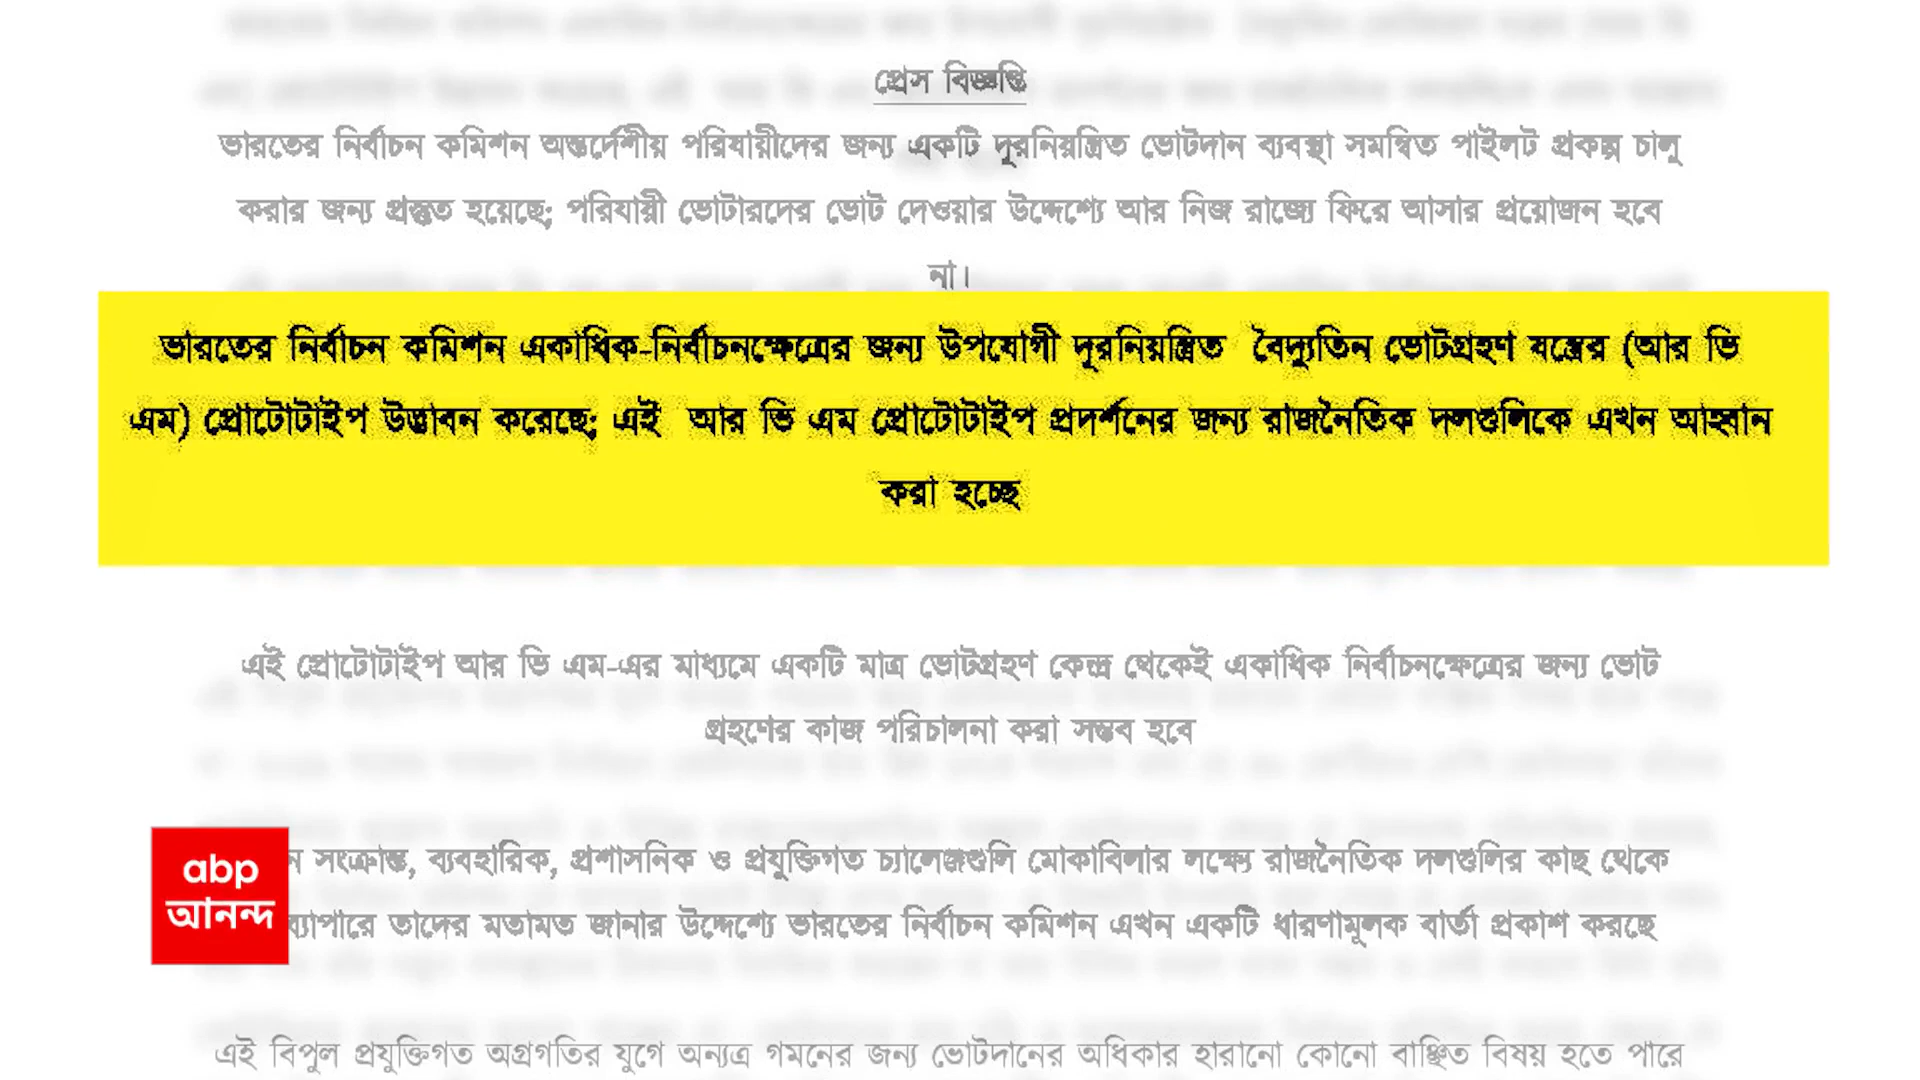 প্রেস বিজ্ঞপ্তি
ভারতের নির্বাচন কমিশন অন্তর্দেশীয় পরিযায়ীদের জন্য একটি দূরনিয়ন্ত্রিত ভোটদান ব্যবস্থা সমন্বিত পাইলট প্রকল্প চালু
করার জন্য প্রস্তুত হয়েছে; পরিযায়ী ভোটারদের ভোট দেওয়ার উদ্দেশ্যে আর নিজ রাজ্যে ফিরে আসার প্রয়োজন হবে
না।
ভারতের নির্বাচন কমিশন একাধিক-নির্বাচনক্ষেত্রের জন্য উপযোগী দূরনিয়ন্ত্রিত বৈদ্যুতিন ভোটগ্রহণ যন্ত্রের (আর ভি
এম) প্রোটোটাইপ উদ্ভাবন করেছে; এই আর ভি এম প্রোটোটাইপ প্রদর্শনের জন্য রাজনৈতিক দলগুলিকে এখন আহ্বান
করা হচ্ছে
এই প্রোটোটাইপ আর ভি এম-এর মাধ্যমে একটি মাত্র ভোটগ্রহণ কেন্দ্র থেকেই একাধিক নির্বাচনক্ষেত্রের জন্য ভোট
গ্রহণের কাজ পরিচালনা করা সম্ভব হবে
ন সংক্রান্ত, ব্যবহারিক, প্রশাসনিক ও প্রযুক্তিগত চ্যালেঞ্জগুলি মোকাবিলার লক্ষ্যে রাজনৈতিক দলগুলির কাছ থেকে
ব্যাপারে তাদের মতামত জানার উদ্দেশ্যে ভারতের নির্বাচন কমিশন এখন একটি ধারণামূলক বার্তা প্রকাশ করছে
abp
আনন্দ
এই বিপুল প্রযুক্তিগত অগ্রগতির যুগে অন্যত্র গমনের জন্য ভোটদানের অধিকার হারানো কোনো বাঞ্ছিত বিষয় হতে পারে